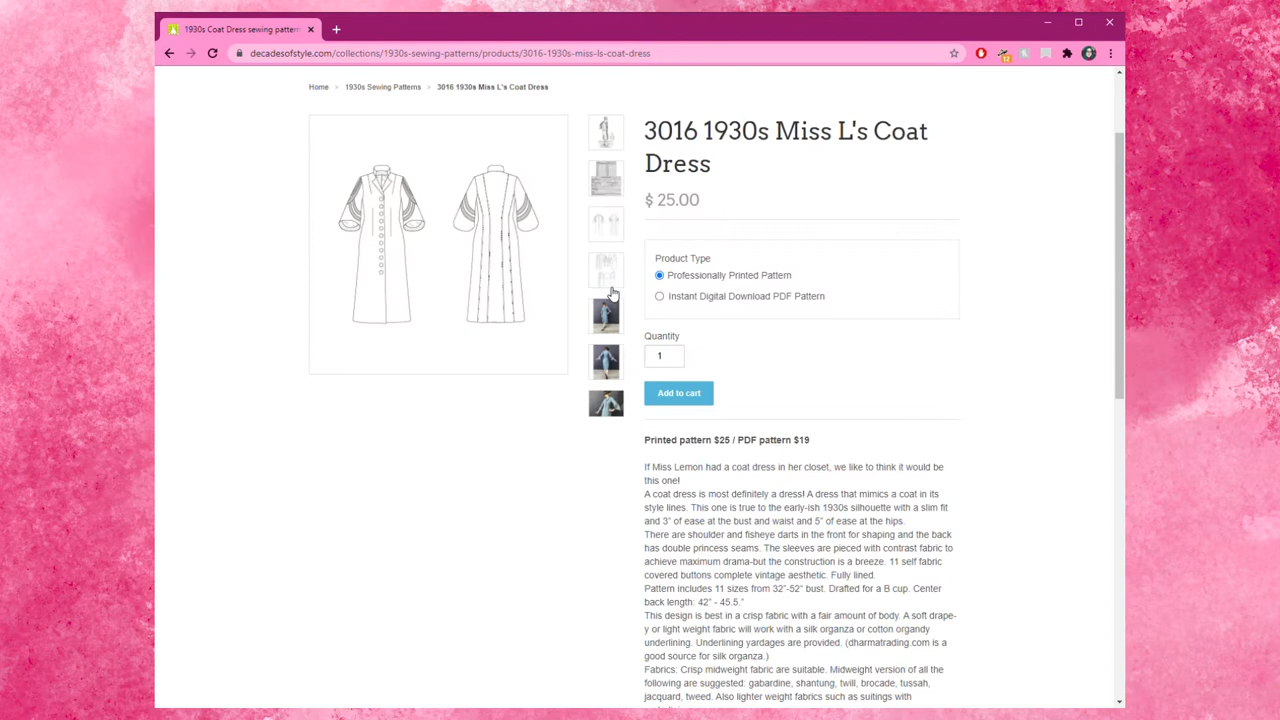 1930s Coat Dress sewing pattern
decadesofstyle.com/collections/1930s-sewing-patterns/products/3016-1930s-miss-ls-coat-dress
12
Home > 1930s Sewing Patterns > 3016 1930s Miss L's Coat Dress
3016 1930s Miss L's Coat
Dress
$ 25.00
Product Type
Professionally Printed Pattern
Instant Digital Download PDF Pattern
Quantity
1
Add to cart
Printed pattern $25 / PDF pattern $19
If Miss Lemon had a coat dress in her closet, we like to think it would be
this one!
A coat dress is most definitely a dress! A dress that mimics a coat in its
style lines. This one is true to the early-ish 1930s silhouette with a slim fit
and 3" of ease at the bust and waist and 5" of ease at the hips.
There are shoulder and fisheye darts in the front for shaping and the back
has double princess seams. The sleeves are pieced with contrast fabric to
achieve maximum drama-but the construction is a breeze. 11 self fabric
covered buttons complete vintage aesthetic. Fully lined.
Pattern includes 11 sizes from 32"-52" bust. Drafted for a B cup. Center
back length: 42" - 45.5."
This design is best in a crisp fabric with a fair amount of body. A soft drape-
y or light weight fabric will work with a silk organza or cotton organdy
underlining. Underlining yardages are provided. (dharmatrading.com is a
good source for silk organza.)
Fabrics: Crisp midweight fabric are suitable. Midweight version of all the
following are suggested: gabardine, shantung, twill, brocade, tussah,
jacquard, tweed. Also lighter weight fabrics such as suitings with